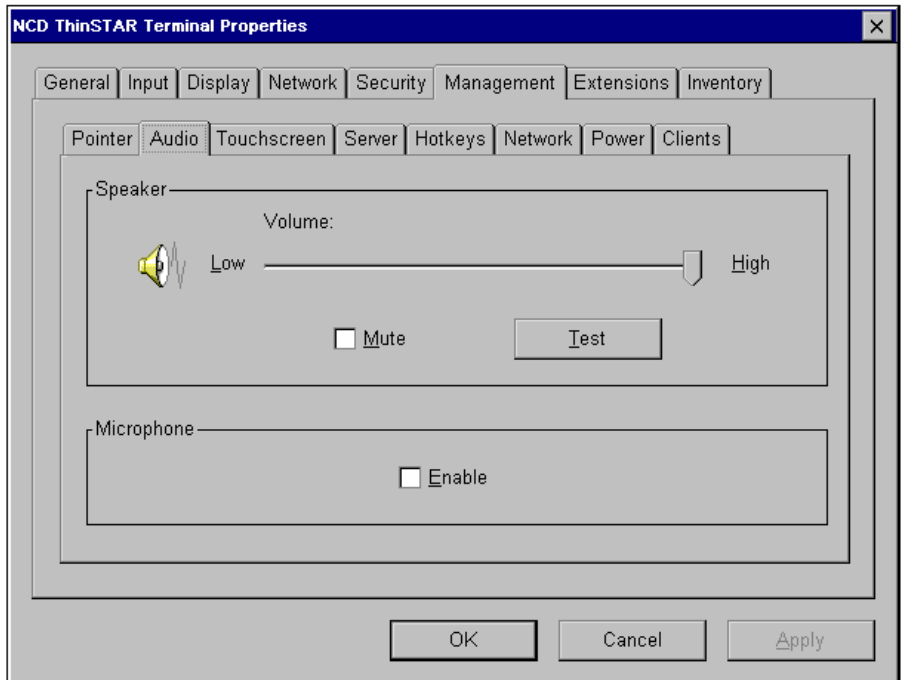 NCD ThinSTAR Terminal Properties
General Input Display Network Security Management Extensions Inventory
Pointer Audio Touchscreen Server Hotkeys Network Power Clients
Speaker
Volume:
Low High
Mute Test
Microphone
Enable
OK Cancel Apply